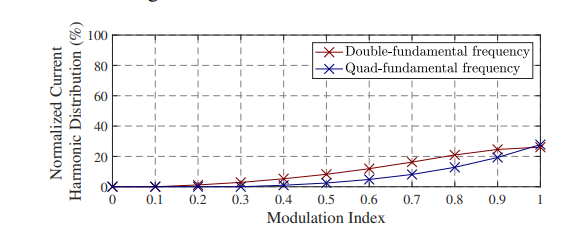 Normalized Current
Harmonic Distribution (%)
100
80
60
40
20
0
Double-fundamental frequency
Quad-fundamental frequency
0 0.1 0.2 0.3 0.4 0.5 0.6 0.7 0.8 0.9 1
Modulation Index